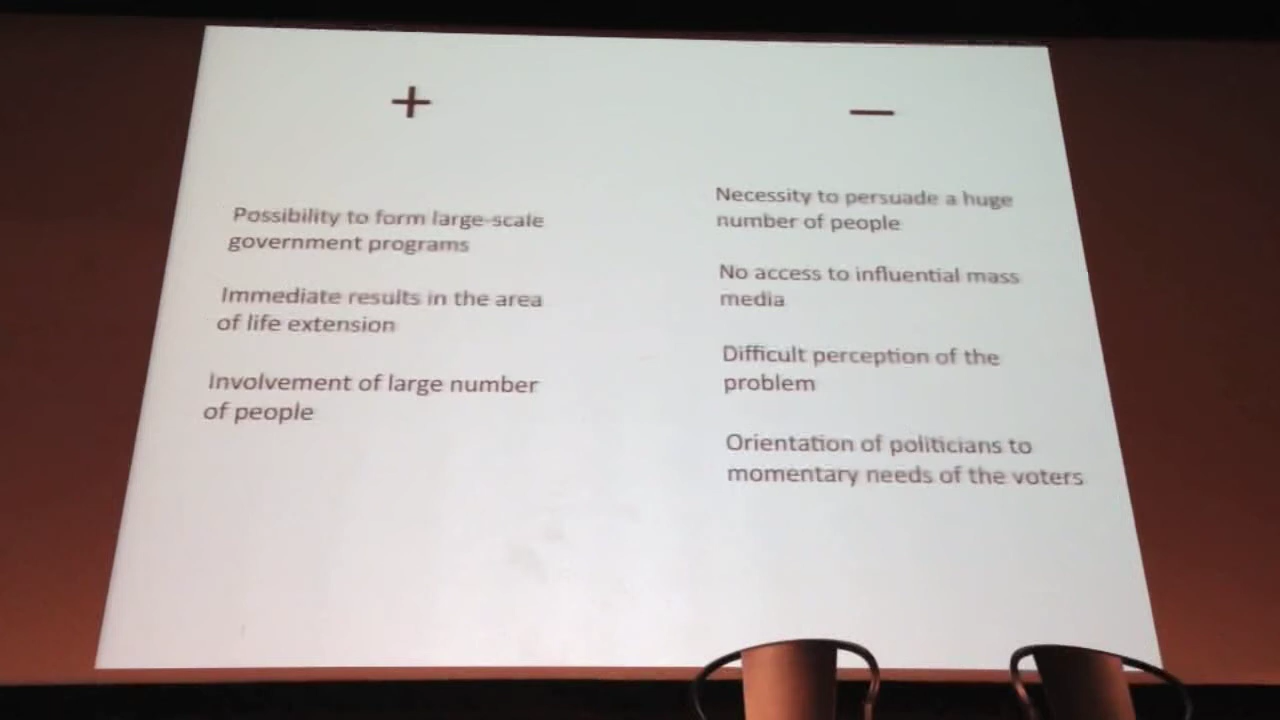 +
Possibility to form large-scale
government programs
Immediate results in the area
of life extension
Involvement of large number
of people
—
Necessity to persuade a huge
number of people
No access to influential mass
media
Difficult perception of the
problem
Orientation of politicians to
momentary needs of the voters